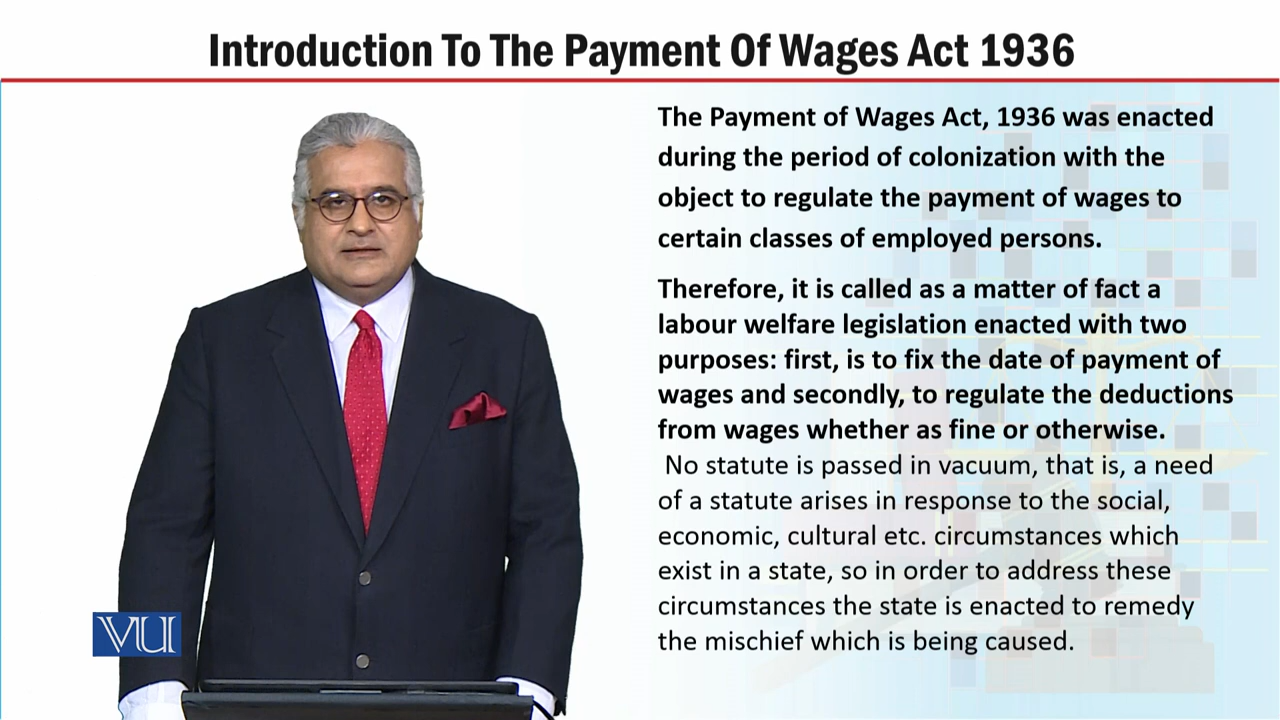 Introduction To The Payment Of Wages Act 1936
The Payment of Wages Act, 1936 was enacted
during the period of colonization with the
object to regulate the payment of wages to
certain classes of employed persons.
Therefore, it is called as a matter of fact a
labour welfare legislation enacted with two
purposes: first, is to fix the date of payment of
wages and secondly, to regulate the deductions
from wages whether as fine or otherwise.
No statute is passed in vacuum, that is, a need
of a statute arises in response to the social,
economic, cultural etc. circumstances which
exist in a state, so in order to address these
circumstances the state is enacted to remedy
the mischief which is being caused.
VU